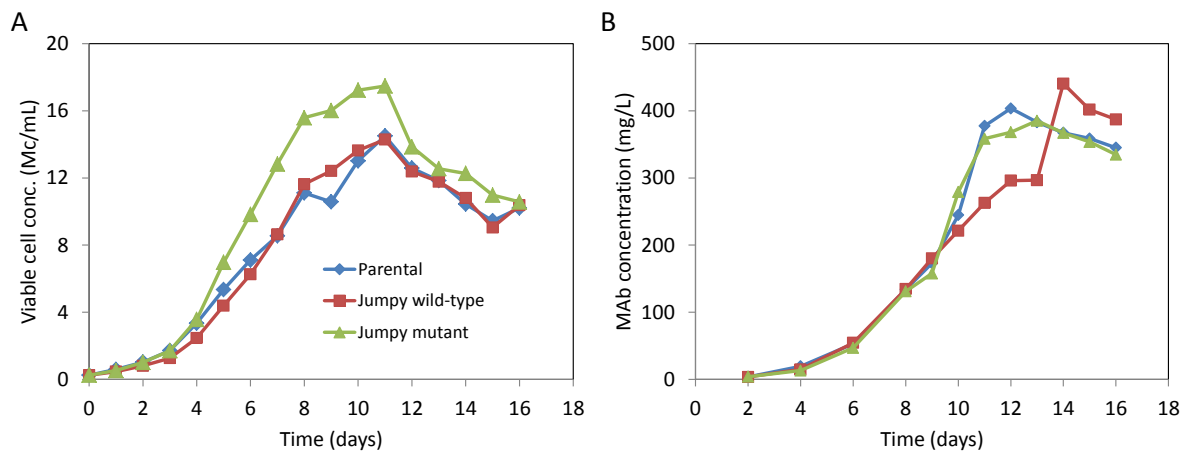 A
Viable cell conc. (Mc/mL)
20
16
12
8
4
0
0 2 4 6 8 10 12 14 16 18
Time (days)
Parental
Jumpy wild-type
Jumpy mutant
B
MAb concentration (mg/L)
500
400
300
200
100
0
0 2 4 6 8 10 12 14 16 18
Time (days)